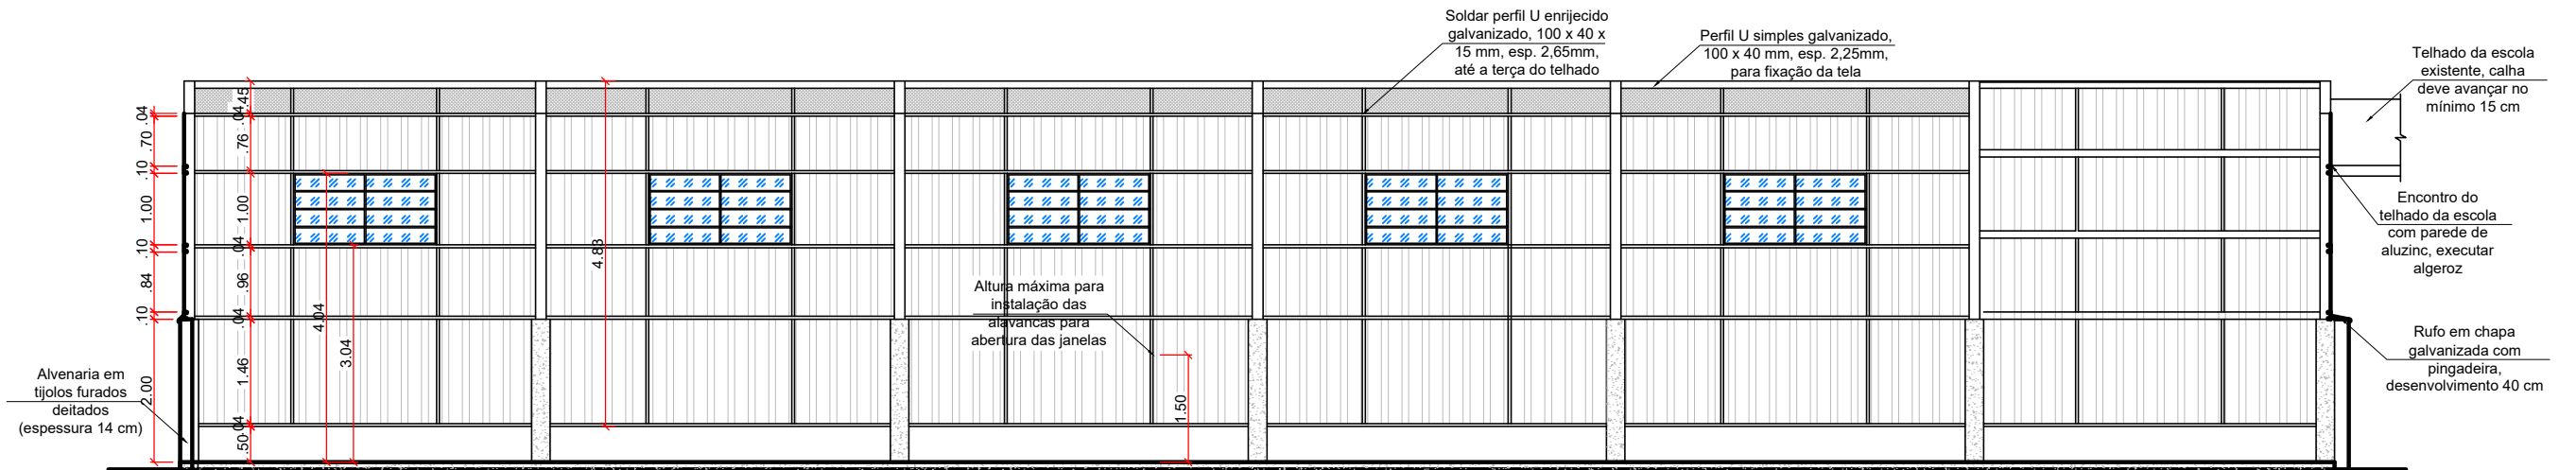 Soldar perfil U enrijecido
galvanizado, 100 x 40 x
15 mm, esp. 2,65mm,
até a terça do telhado
Perfil U simples galvanizado,
100 x 40 mm, esp. 2,25mm,
para fixação da tela
Telhado da escola
existente, calha
deve avançar no
mínimo 15 cm
Encontro do
telhado da escola
com parede de
aluzinc, executar
algeroz
Rufo em chapa
galvanizada com
pingadeira,
desenvolvimento 40 cm
Altura máxima para
instalação das
alavancas para
abertura das janelas
Alvenaria em
tijolos furados
deitados
(espessura 14 cm)
.04
.70
.10
1.00
.10
.84
.10
2.00
.45
.04
.76
1.00
.04
.96
.04
1.46
.04
.50
4.04
3.04
4.83
1.50